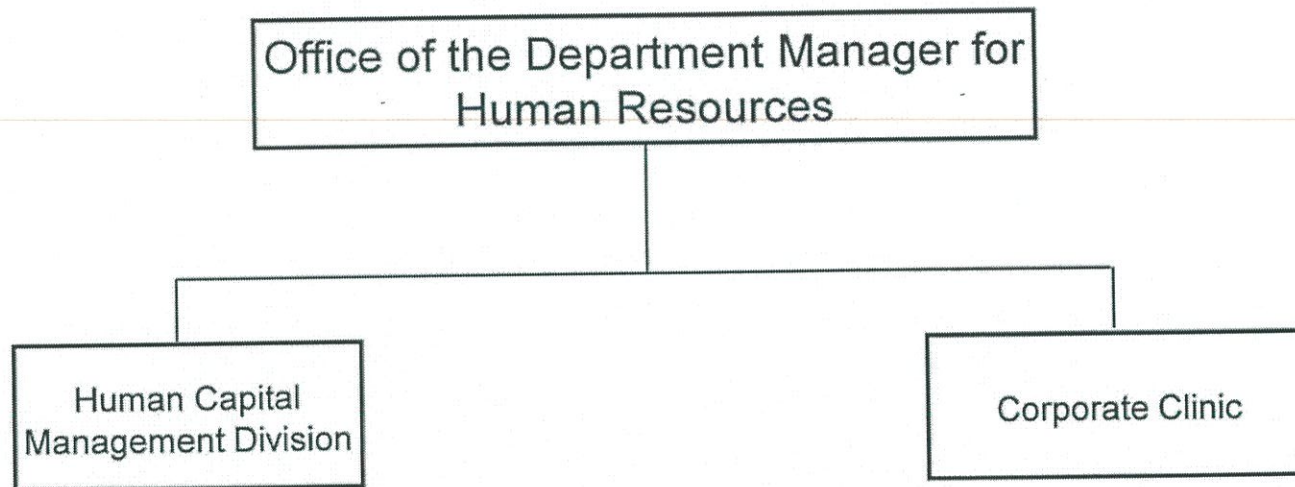 Office of the Department Manager for
Human Resources
Human Capital
Management Division
Corporate Clinic